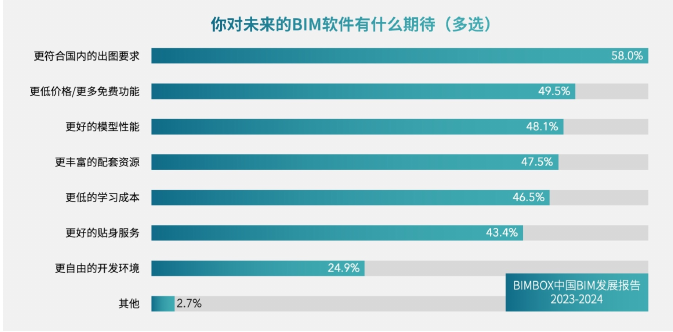 你对未来的BIM软件有什么期待（多选）
更符合国内的出图要求 58.0%
更低价格/更多免费功能 49.5%
更好的模型性能 48.1%
更丰富的配套资源 47.5%
更低的学习成本 46.5%
更好的贴身服务 43.4%
更自由的开发环境 24.9%
其他 2.7%
BIMBOX中国BIM发展报告
2023-2024